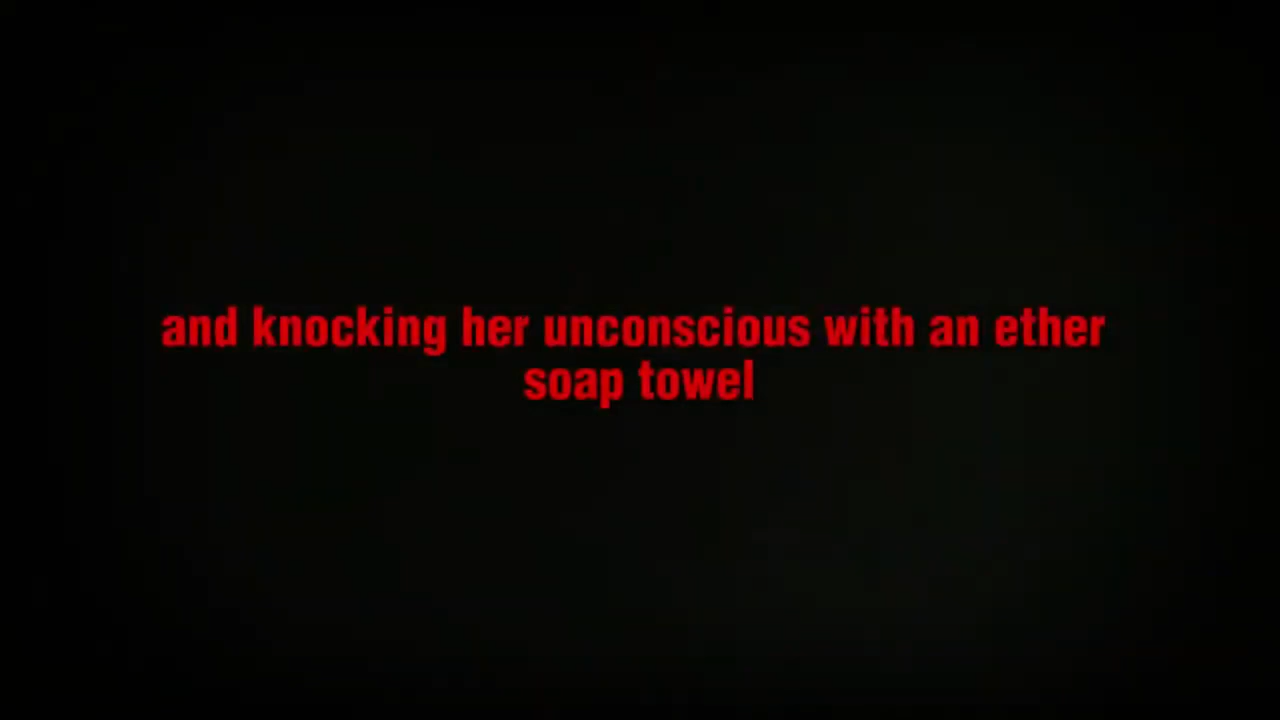 and knocking her unconscious with an ether
soap towel